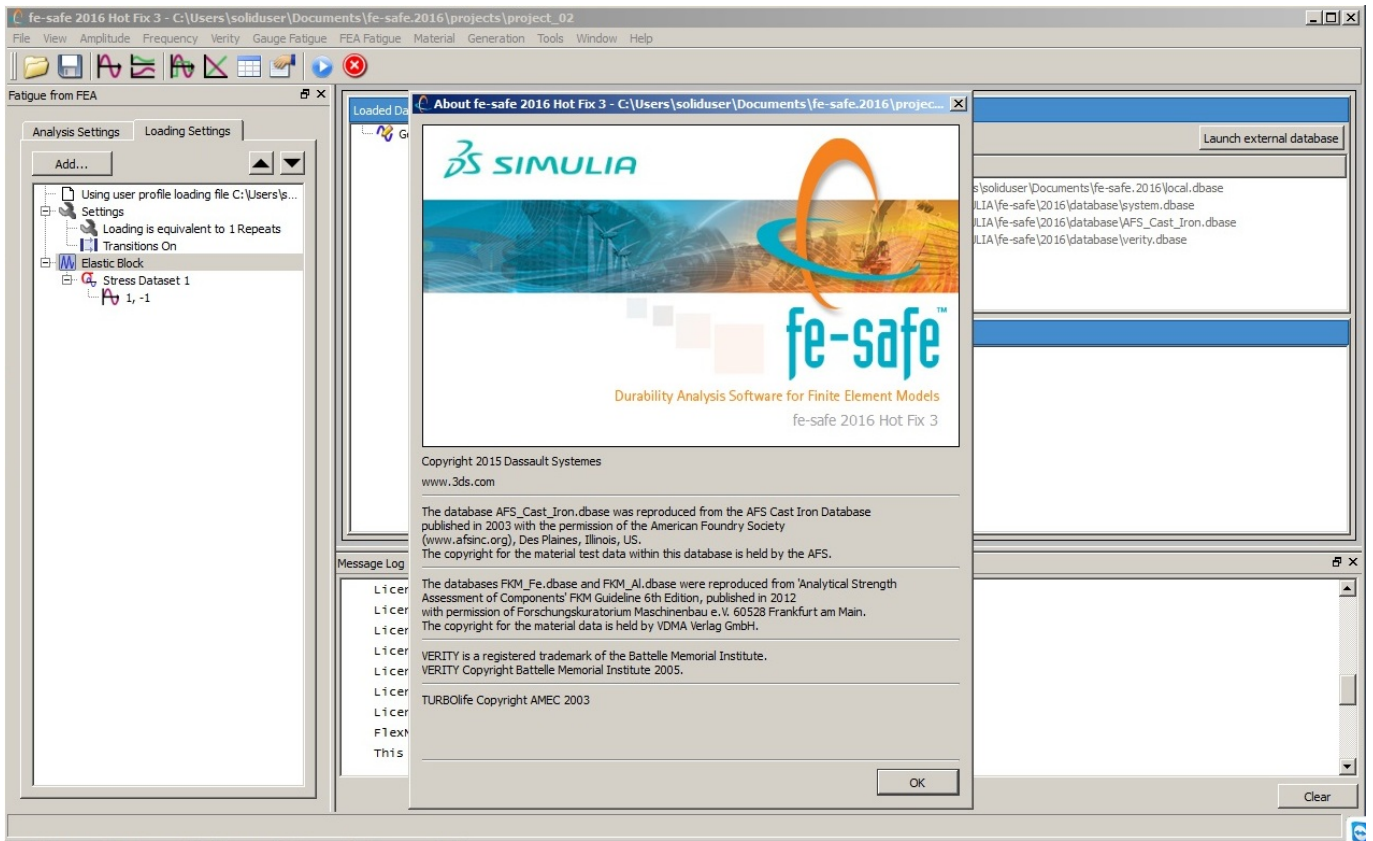 fe-safe 2016 Hot Fix 3 - C:\Users\soliduser\Documents\fe-safe.2016\projects\project_02
File View Amplitude Frequency Verity Gauge Fatigue FEA Fatigue Material Generation Tools Window Help
Fatigue from FEA
Analysis Settings Loading Settings
Add...
Using user profile loading file C:\Users\s...
Settings
Loading is equivalent to 1 Repeats
Transitions On
Elastic Block
Stress Dataset 1
1, -1
Loaded Da
Launch external database
s\soliduser\Documents\fe-safe.2016\local.dbase
LIA\fe-safe\2016\database\system.dbase
LIA\fe-safe\2016\database\AFS_Cast_Iron.dbase
LIA\fe-safe\2016\database\verity.dbase
About fe-safe 2016 Hot Fix 3 - C:\Users\soliduser\Documents\fe-safe.2016\projec...
SIMULIA
fe-safe™
Durability Analysis Software for Finite Element Models
fe-safe 2016 Hot Fix 3
Copyright 2015 Dassault Systemes
www.3ds.com
The database AFS_Cast_Iron.dbase was reproduced from the AFS Cast Iron Database
published in 2003 with the permission of the American Foundry Society
(www.afsinc.org), Des Plaines, Illinois, US.
The copyright for the material test data within this database is held by the AFS.
The databases FKM_Fe.dbase and FKM_Al.dbase were reproduced from 'Analytical Strength
Assessment of Components' FKM Guideline 6th Edition, published in 2012
with permission of Forschungskuratorium Maschinenbau e.V. 60528 Frankfurt am Main.
The copyright for the material data is held by VDMA Verlag GmbH.
VERITY is a registered trademark of the Battelle Memorial Institute.
VERITY Copyright Battelle Memorial Institute 2005.
TURBOlife Copyright AMEC 2003
OK
Message Log
Licer
Licer
Licer
Licer
Licer
Licer
Licer
This
Clear